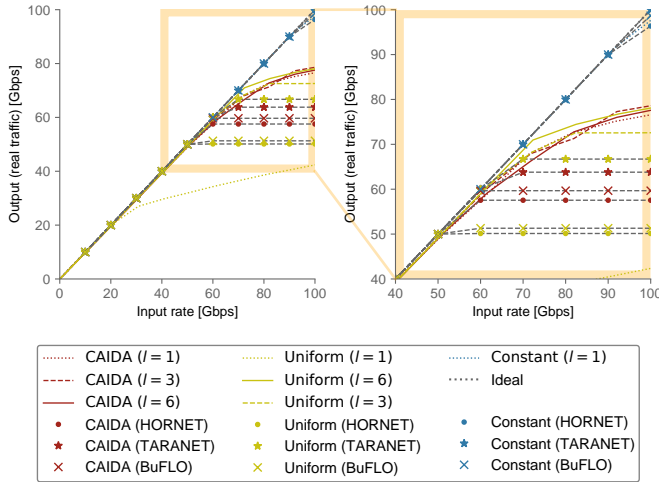 100
80
60
40
20
0
Output (real traffic) [Gbps]
0 20 40 60 80 100
Input rate [Gbps]
100
90
80
70
60
50
40
Output (real traffic) [Gbps]
40 50 60 70 80 90 100
Input rate [Gbps]
CAIDA (l = 1) Uniform (l = 1) Constant (l = 1)
CAIDA (l = 3) Uniform (l = 6) Ideal
CAIDA (l = 6) Uniform (l = 3)
CAIDA (HORNET) Uniform (HORNET) Constant (HORNET)
CAIDA (TARANET) Uniform (TARANET) Constant (TARANET)
CAIDA (BuFLO) Uniform (BuFLO) Constant (BuFLO)